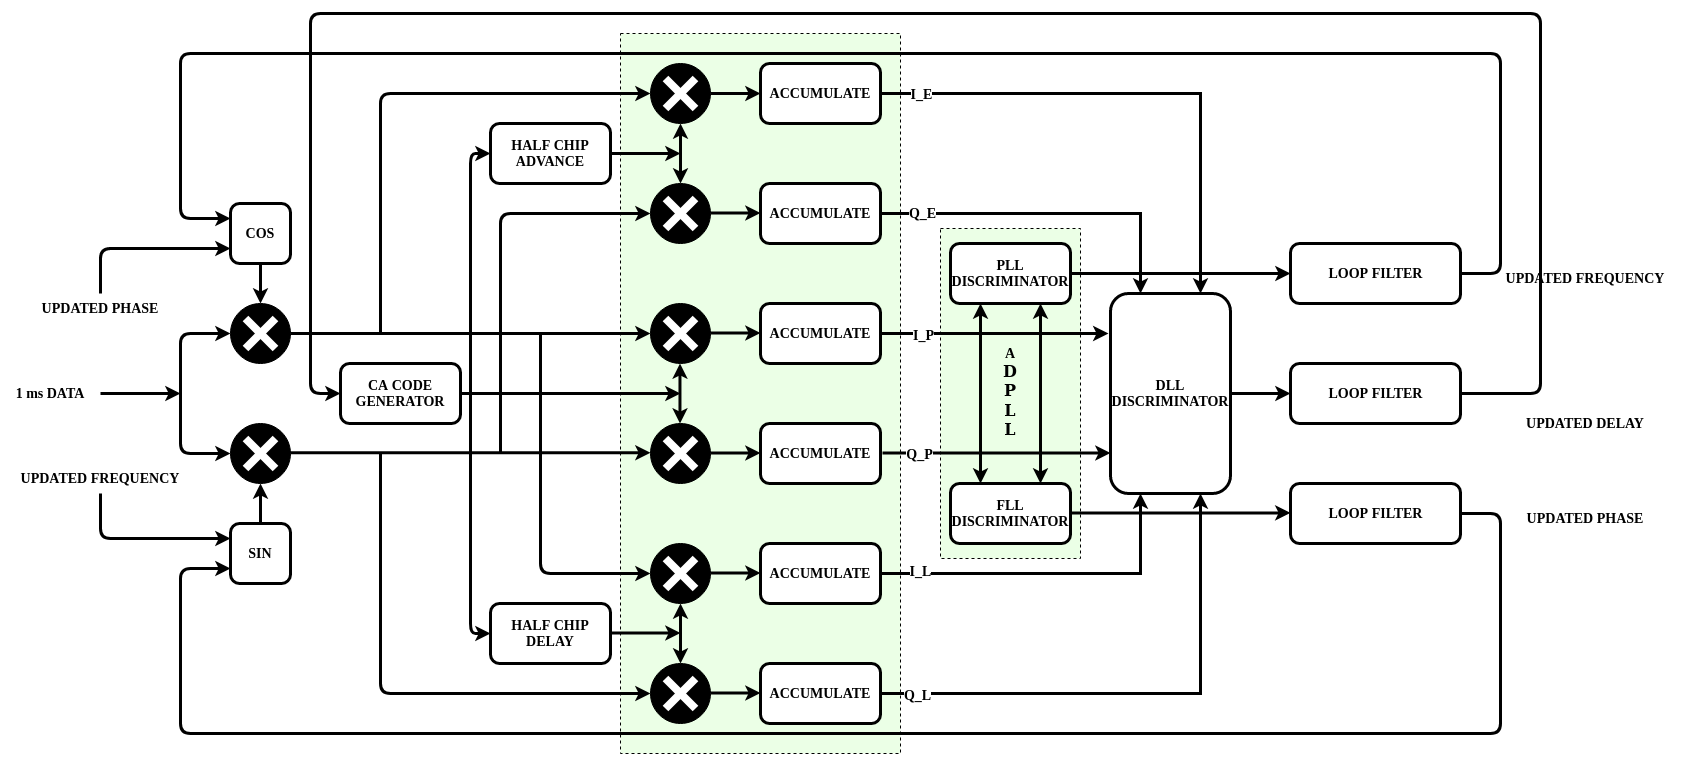 ACCUMULATE
I_E
HALF CHIP
ADVANCE
ACCUMULATE
Q_E
COS
PLL
DISCRIMINATOR
LOOP FILTER
UPDATED FREQUENCY
UPDATED PHASE
ACCUMULATE
I_P
1 ms DATA
CA CODE
GENERATOR
A
D
P
L
L
DLL
DISCRIMINATOR
LOOP FILTER
UPDATED DELAY
ACCUMULATE
Q_P
UPDATED FREQUENCY
FLL
DISCRIMINATOR
LOOP FILTER
UPDATED PHASE
SIN
ACCUMULATE
I_L
HALF CHIP
DELAY
ACCUMULATE
Q_L